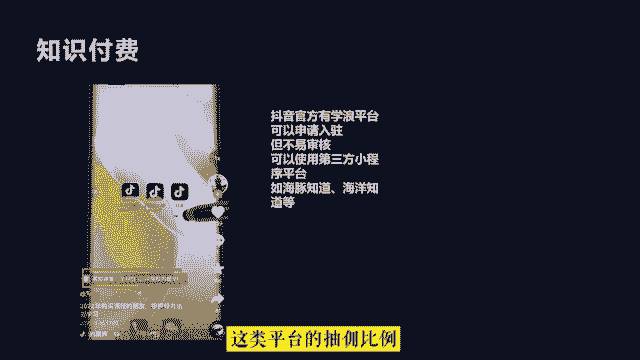 知识付费
抖音官方有学浪平台
可以申请入驻
但不易审核
可以使用第三方小程
序平台
如海豚知道、海洋知
道等
这类平台的抽佣比例